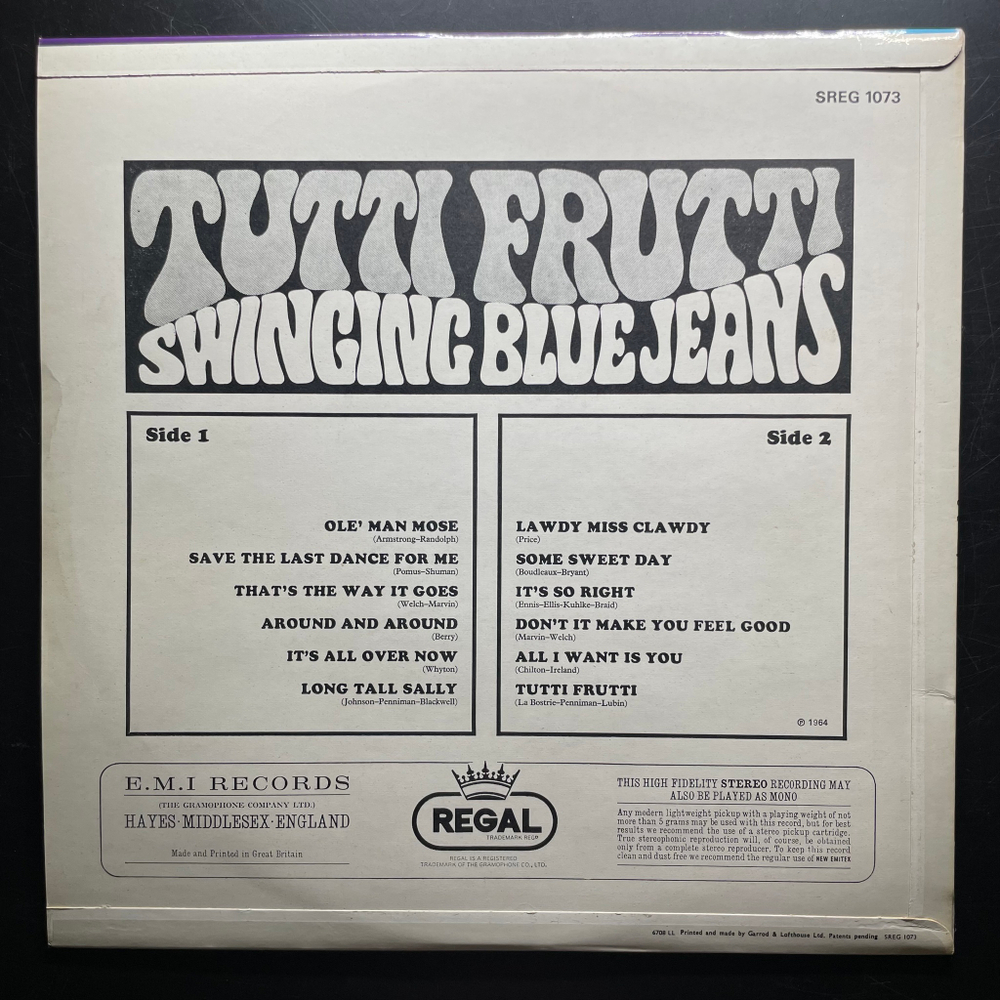 SREG 1073
TUTTI FRUTTI
SWINGING BLUE JEANS
Side 1
OLE' MAN MOSE
(Armstrong–Randolph)
SAVE THE LAST DANCE FOR ME
(Pomus–Shuman)
THAT'S THE WAY IT GOES
(Welch–Marvin)
AROUND AND AROUND
(Berry)
IT'S ALL OVER NOW
(Whyton)
LONG TALL SALLY
(Johnson–Penniman–Blackwell)
Side 2
LAWDY MISS CLAWDY
(Price)
SOME SWEET DAY
(Boudleaux–Bryant)
IT'S SO RIGHT
(Ennis–Ellis–Kuhlke–Braid)
DON'T IT MAKE YOU FEEL GOOD
(Marvin–Welch)
ALL I WANT IS YOU
(Chilton–Ireland)
TUTTI FRUTTI
(La Bostrie–Penniman–Lubin)
℗ 1964
E.M.I RECORDS
(THE GRAMOPHONE COMPANY LTD.)
HAYES·MIDDLESEX·ENGLAND
Made and Printed in Great Britain
REGAL
TRADEMARK REGD
REGAL IS A REGISTERED
TRADEMARK OF THE GRAMOPHONE CO., LTD.
THIS HIGH FIDELITY STEREO RECORDING MAY
ALSO BE PLAYED AS MONO
Any modern lightweight pickup with a playing weight of not
more than 5 grams may be used with this record, but for best
results we recommend the use of a stereo pickup cartridge.
True stereophonic reproduction will, of course, be obtained
only from a complete stereo reproducer. To keep this record
clean and dust free we recommend the regular use of NEW EMITEX
6708 LL Printed and made by Garrod & Lofthouse Ltd. Patents pending SREG 1073